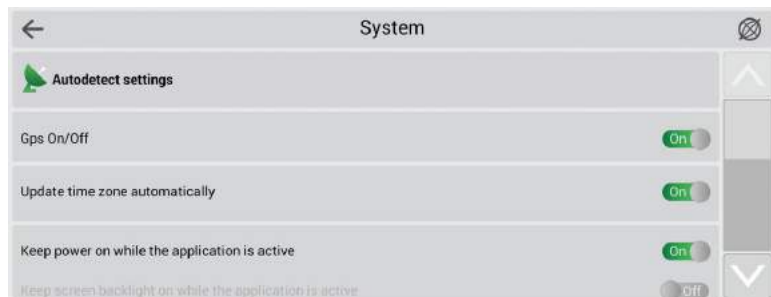 System
Autodetect settings
Gps On/Off
On
Update time zone automatically
On
Keep power on while the application is active
On
Keep screen backlight on while the application is active
Off